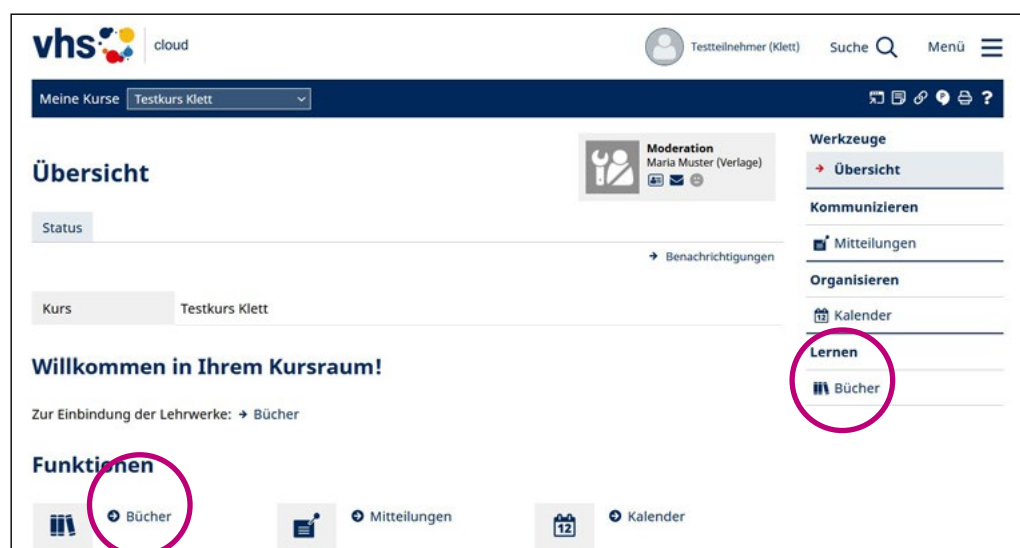 vhs cloud
Testteilnehmer (Klett) Suche Menü
Meine Kurse Testkurs Klett
?
Übersicht
Moderation
Maria Muster (Verlage)
Status
Benachrichtigungen
Kurs Testkurs Klett
Willkommen in Ihrem Kursraum!
Zur Einbindung der Lehrwerke: → Bücher
Funktionen
Bücher Mitteilungen 12 Kalender
Werkzeuge
Übersicht
Kommunizieren
Mitteilungen
Organisieren
12 Kalender
Lernen
Bücher